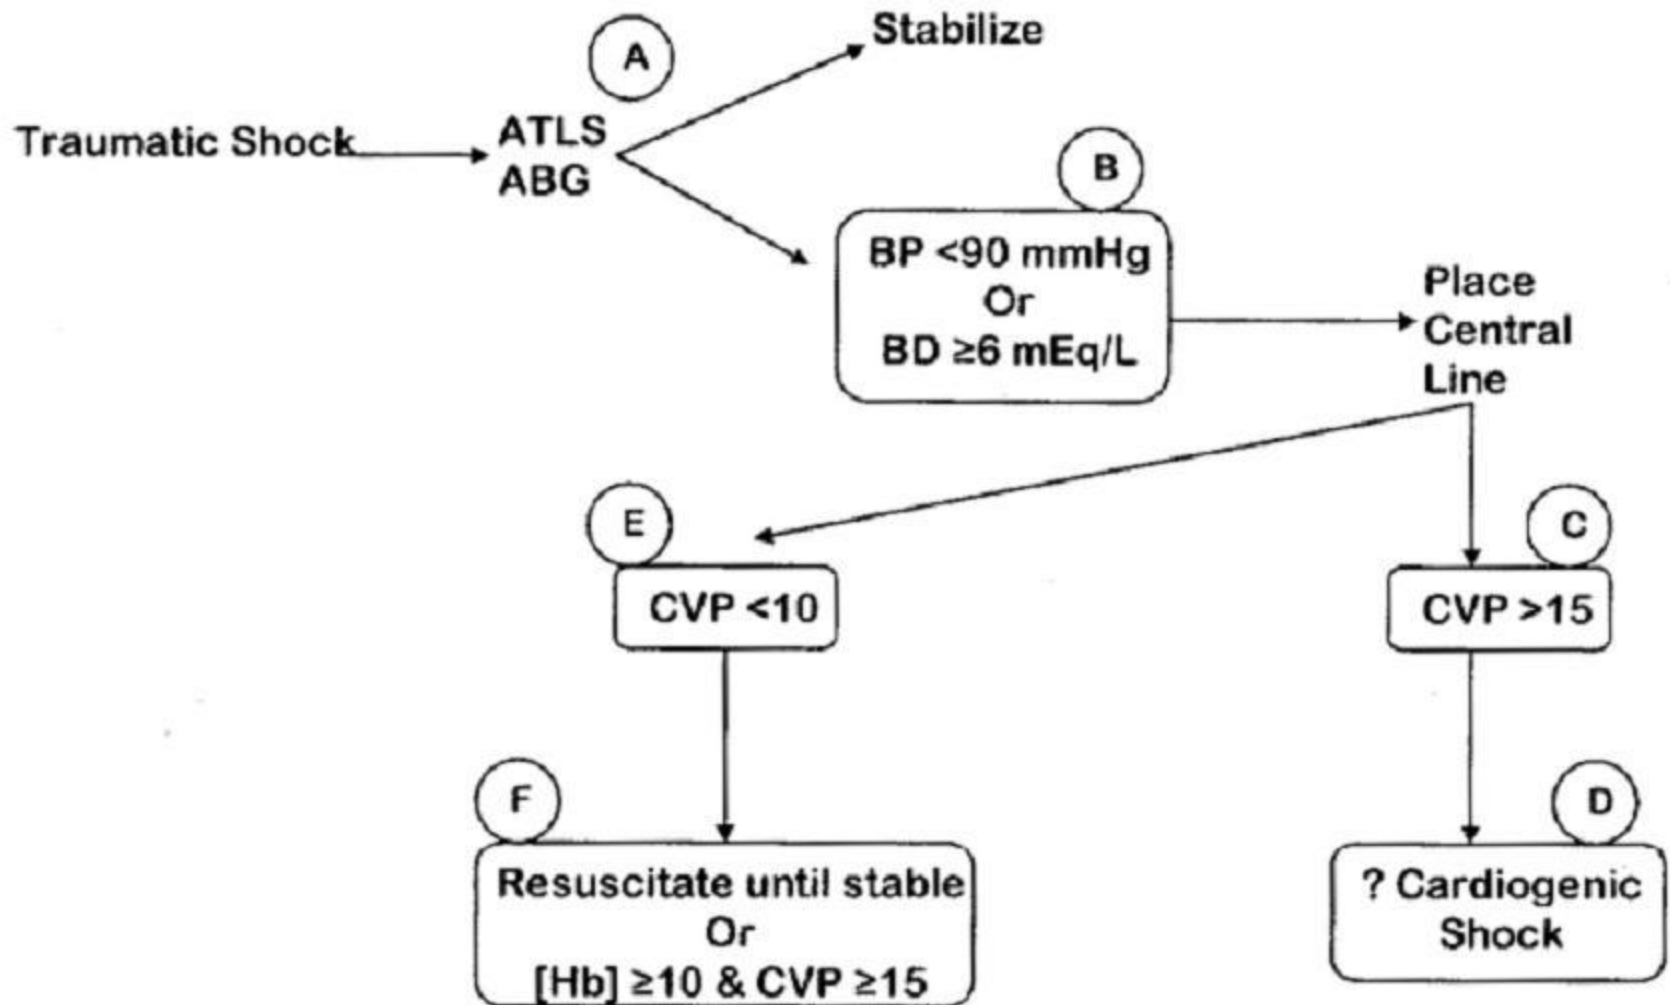 A
Stabilize
Traumatic Shock
ATLS
ABG
B
BP <90 mmHg
Or
BD ≥6 mEq/L
Place
Central
Line
E
CVP <10
C
CVP >15
F
Resuscitate until stable
Or
[Hb] ≥10 & CVP ≥15
D
? Cardiogenic
Shock